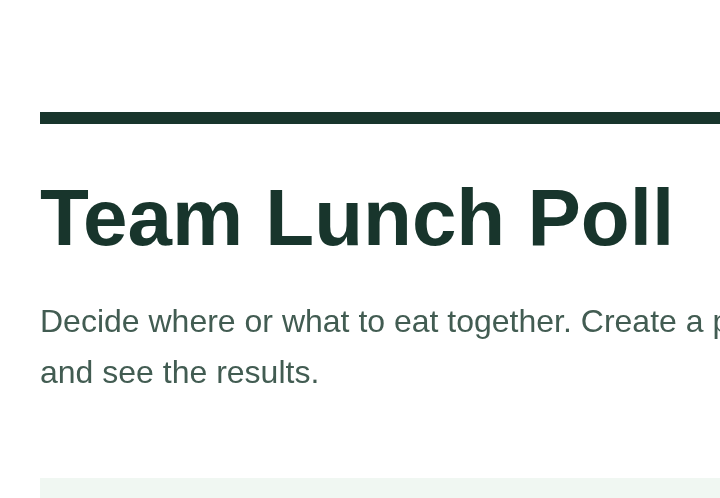 Team Lunch Poll
Decide where or what to eat together. Create a
and see the results.